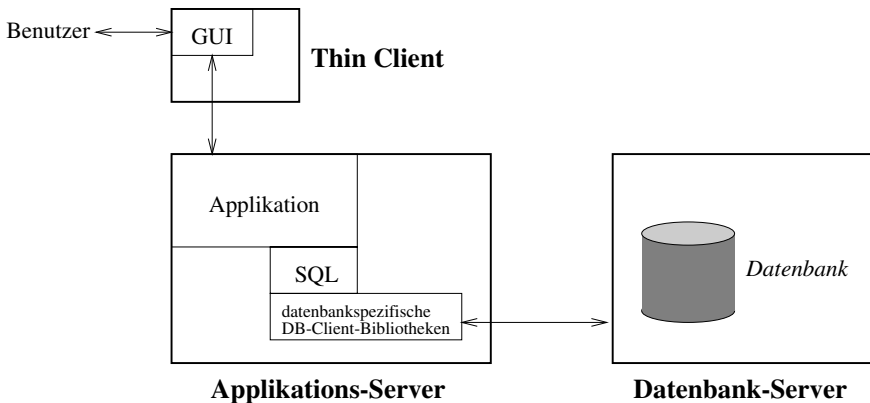 Benutzer
GUI
Thin Client
Applikation
SQL
datenbankspezifische
DB-Client-Bibliotheken
Datenbank
Applikations-Server
Datenbank-Server